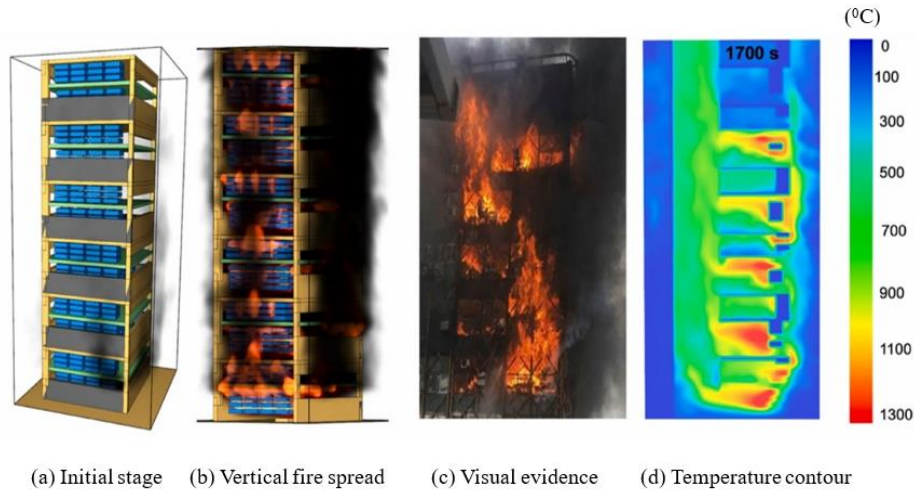 (⁰C)
1700 s
0
100
300
500
700
900
1100
1300
(a) Initial stage (b) Vertical fire spread (c) Visual evidence (d) Temperature contour